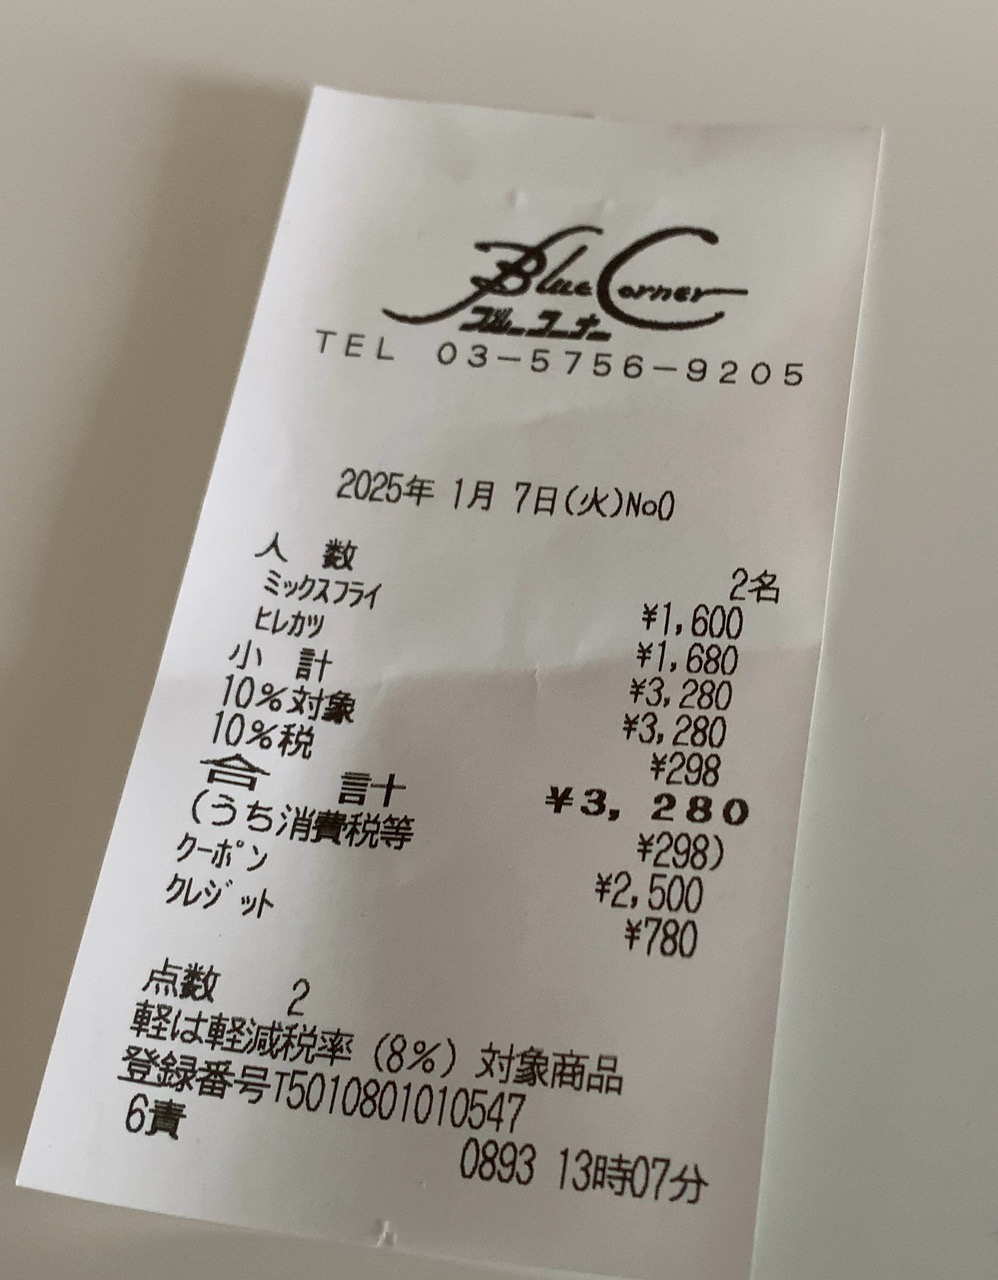 Blue Corner
ブルーコーナー
TEL 03-5756-9205
2025年 1月 7日(火)No0
人 数 2名
ミックスフライ ¥1,600
ヒレカツ ¥1,680
小 計 ¥3,280
10%対象 ¥3,280
10%税 ¥298
合 計 ¥3,280
(うち消費税等 ¥298)
クーポン ¥2,500
クレジット ¥780
点数 2
軽は軽減税率(8%)対象商品
登録番号T5010801010547
6責 0893 13時07分